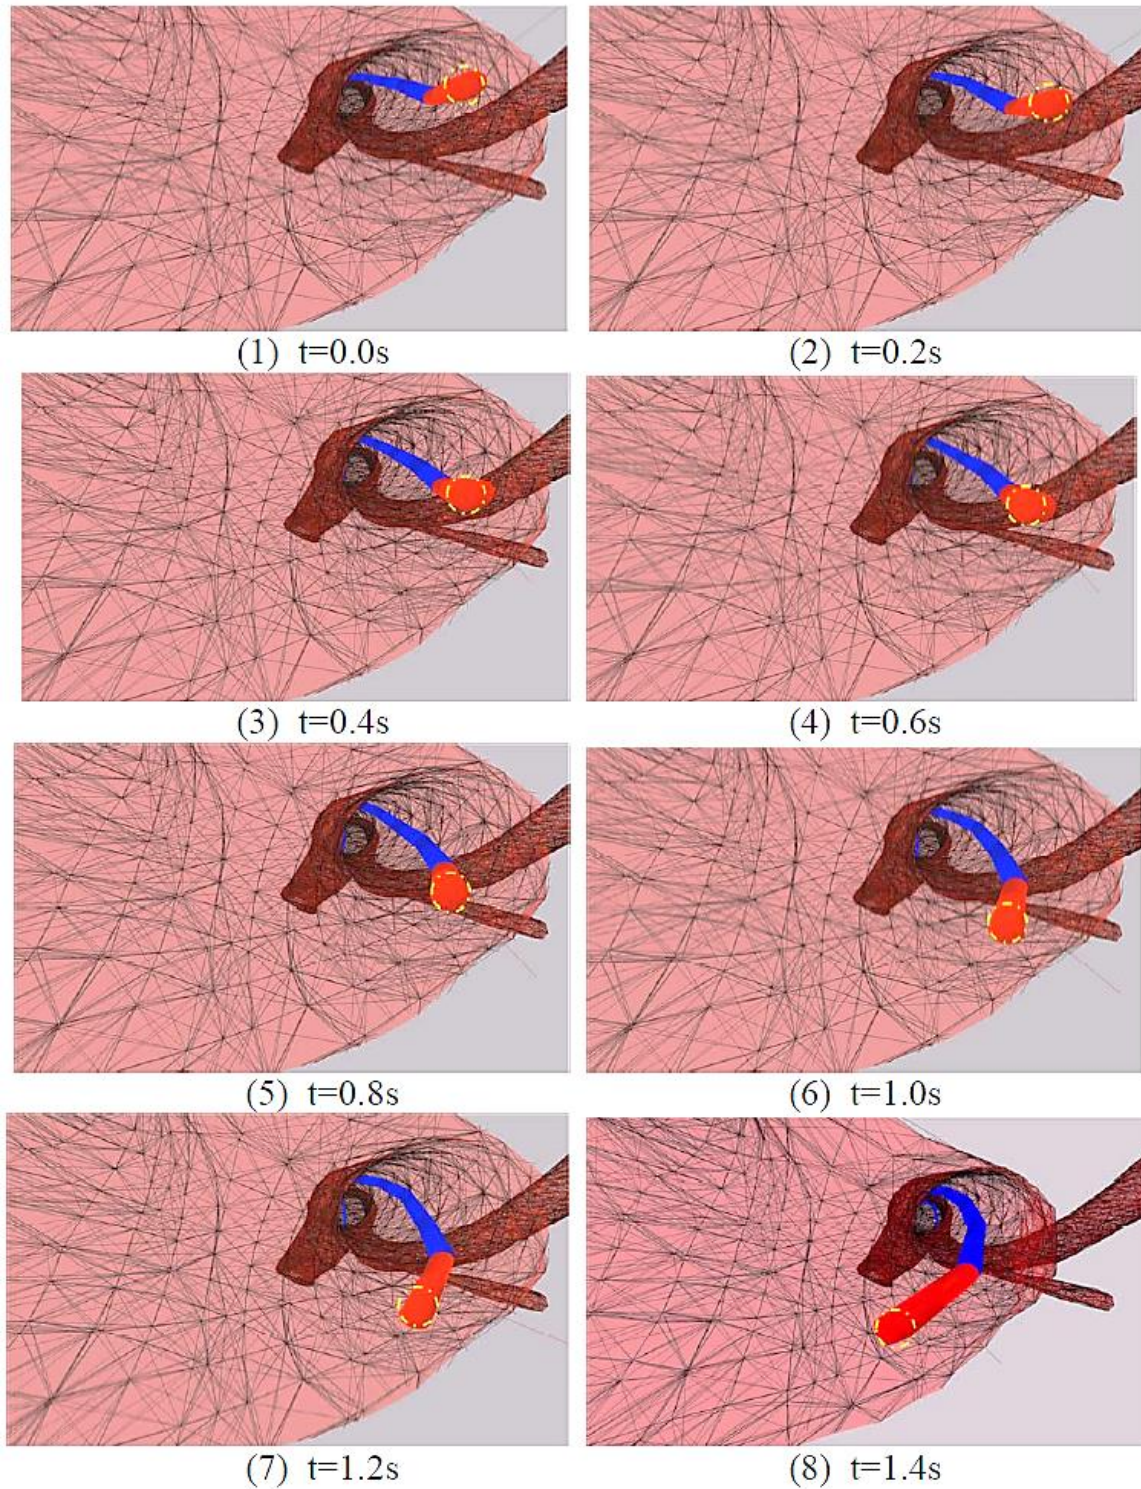 (1) t=0.0s
(2) t=0.2s
(3) t=0.4s
(4) t=0.6s
(5) t=0.8s
(6) t=1.0s
(7) t=1.2s
(8) t=1.4s